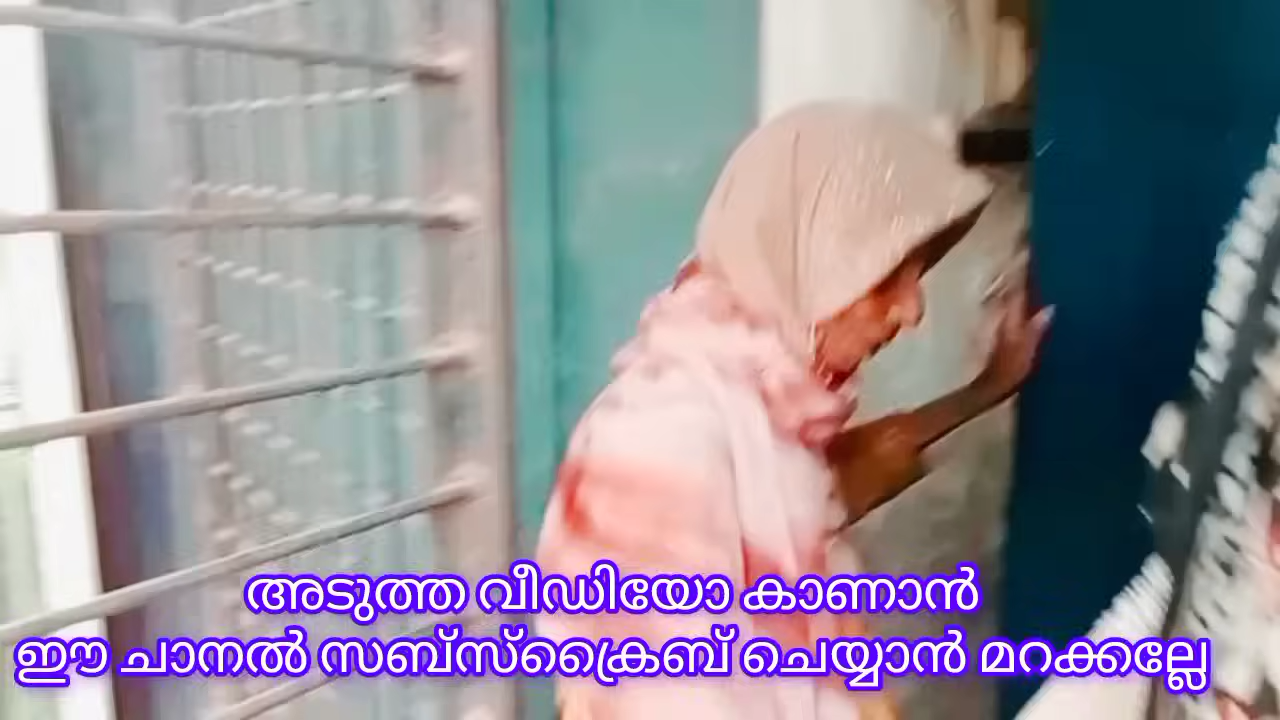 അടുത്ത വീഡിയോ കാണാൻ
ഈ ചാനൽ സബ്സ്ക്രൈബ് ചെയ്യാൻ മറക്കല്ലേ